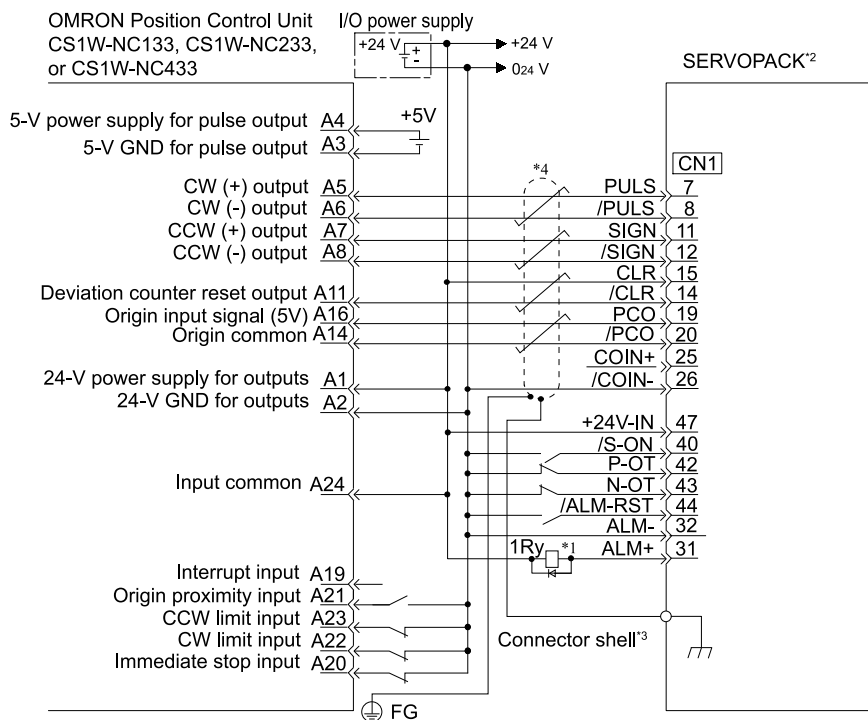 OMRON Position Control Unit
CS1W-NC133, CS1W-NC233,
or CS1W-NC433
I/O power supply
+24 V
+
-
+24 V
024 V
SERVOPACK*2
5-V power supply for pulse output A4
+5V
5-V GND for pulse output A3
CN1
*4
CW (+) output A5
PULS 7
CW (-) output A6
/PULS 8
CCW (+) output A7
SIGN 11
CCW (-) output A8
/SIGN 12
CLR 15
Deviation counter reset output A11
/CLR 14
Origin input signal (5V) A16
PCO 19
Origin common A14
/PCO 20
COIN+ 25
24-V power supply for outputs A1
/COIN- 26
24-V GND for outputs A2
+24V-IN 47
/S-ON 40
P-OT 42
Input common A24
N-OT 43
/ALM-RST 44
ALM- 32
1Ry *1
ALM+ 31
Interrupt input A19
Origin proximity input A21
CCW limit input A23
CW limit input A22
Connector shell*3
Immediate stop input A20
FG